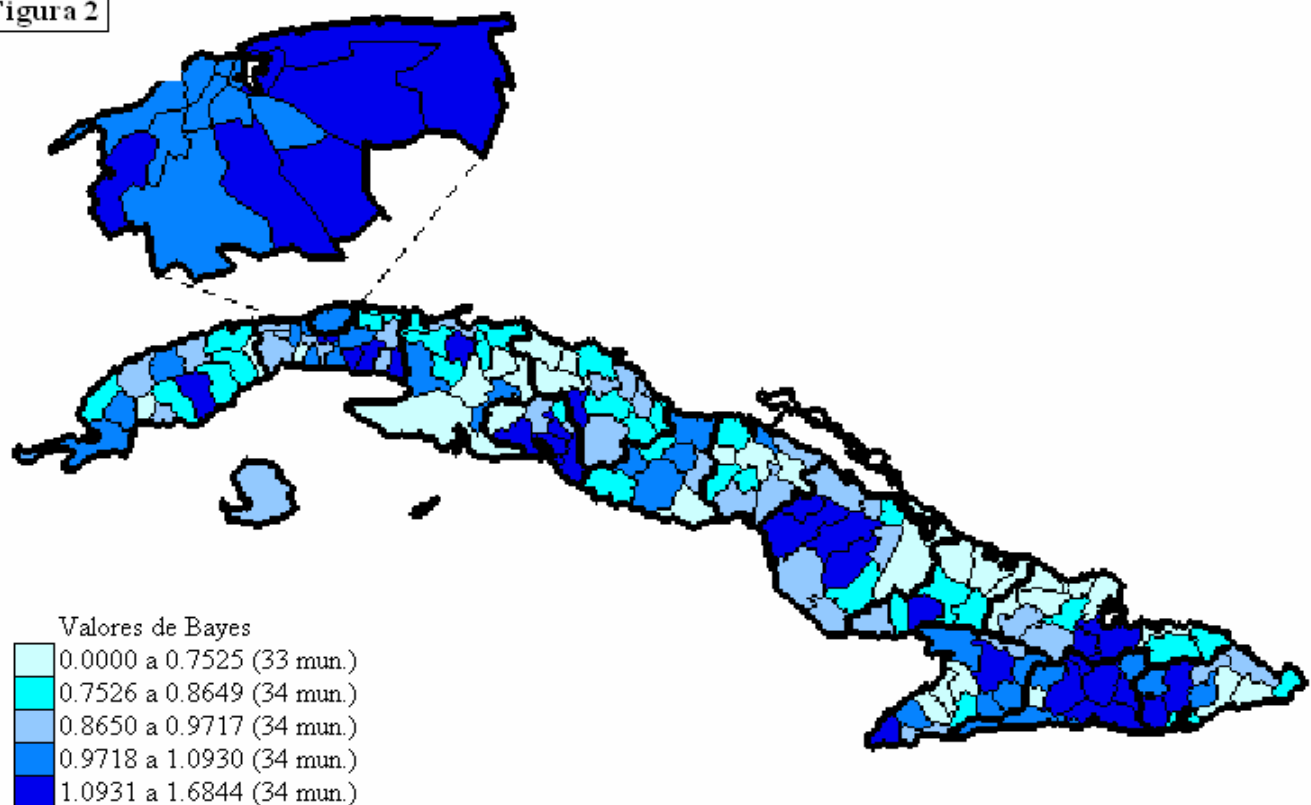 Figura 2
Valores de Bayes
0.0000 a 0.7525 (33 mun.)
0.7526 a 0.8649 (34 mun.)
0.8650 a 0.9717 (34 mun.)
0.9718 a 1.0930 (34 mun.)
1.0931 a 1.6844 (34 mun.)